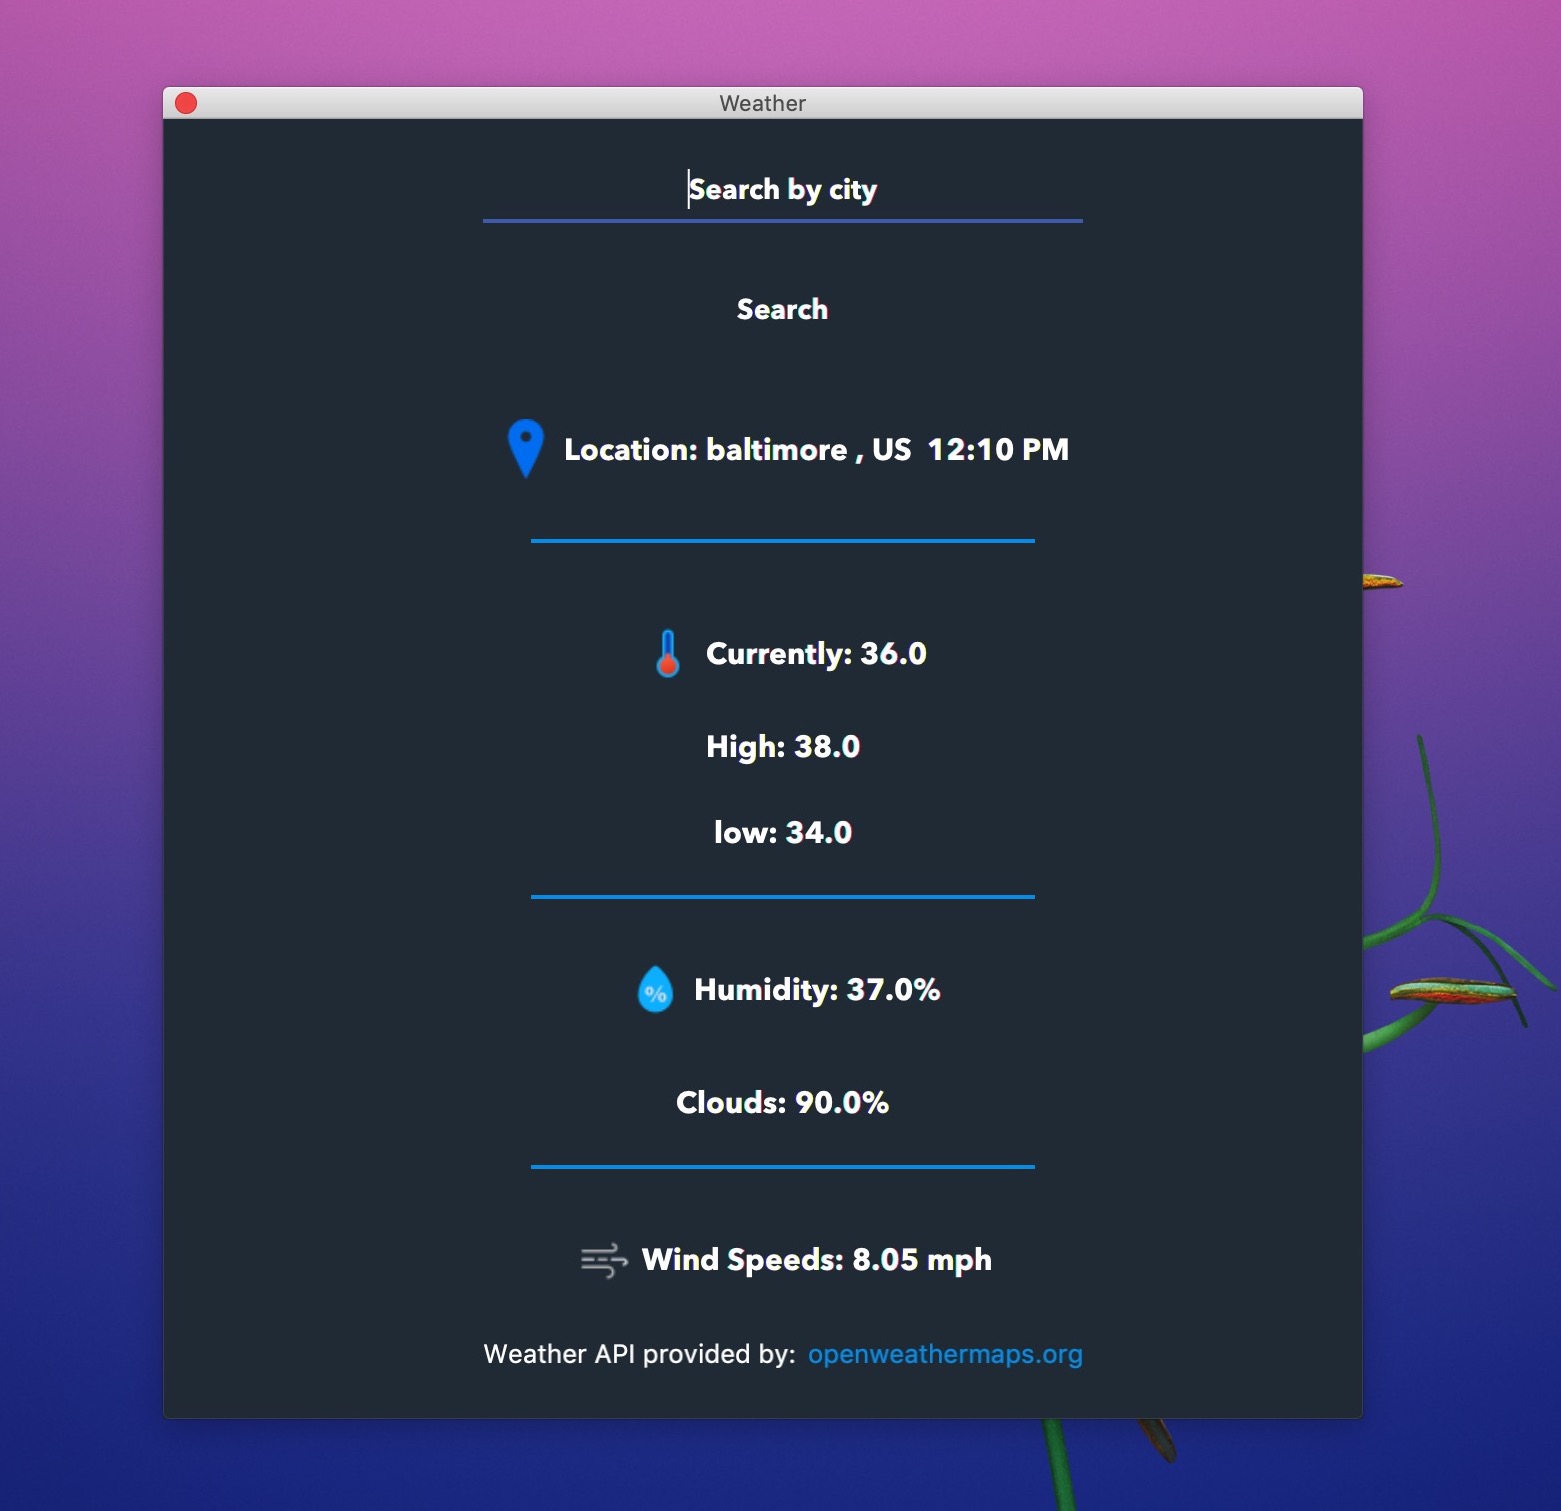 Weather
Search by city
Search
Location: baltimore , US  12:10 PM
Currently: 36.0
High: 38.0
low: 34.0
%
Humidity: 37.0%
Clouds: 90.0%
Wind Speeds: 8.05 mph
Weather API provided by: openweathermaps.org